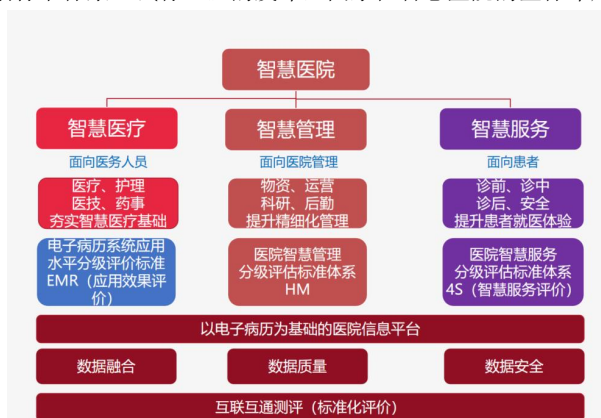 智慧医院
智慧医疗
智慧管理
智慧服务
面向医务人员
面向医院管理
面向患者
医疗、护理
医技、药事
夯实智慧医疗基础
物资、运营
科研、后勤
提升精细化管理
诊前、诊中
诊后、安全
提升患者就医体验
电子病历系统应用
水平分级评价标准
EMR（应用效果评
价）
医院智慧管理
分级评估标准体系
HM
医院智慧服务
分级评估标准体系
4S（智慧服务评价）
以电子病历为基础的医院信息平台
数据融合
数据质量
数据安全
互联互通测评（标准化评价）